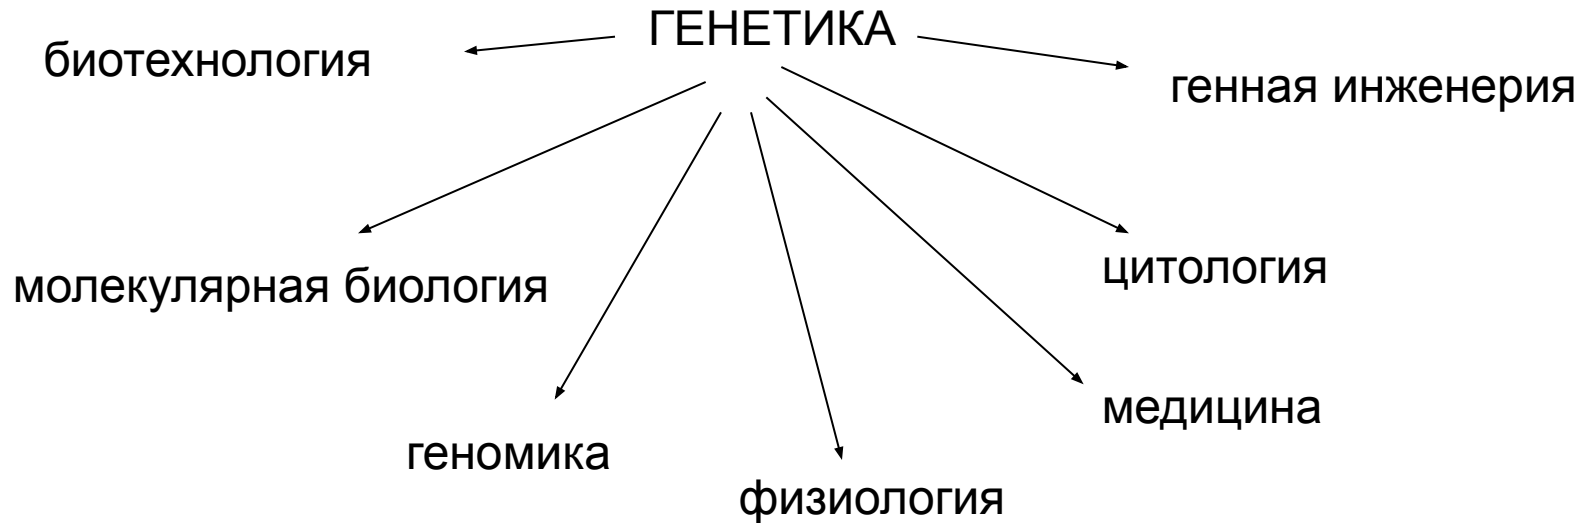 ГЕНЕТИКА
биотехнология
генная инженерия
молекулярная биология
цитология
медицина
геномика
физиология